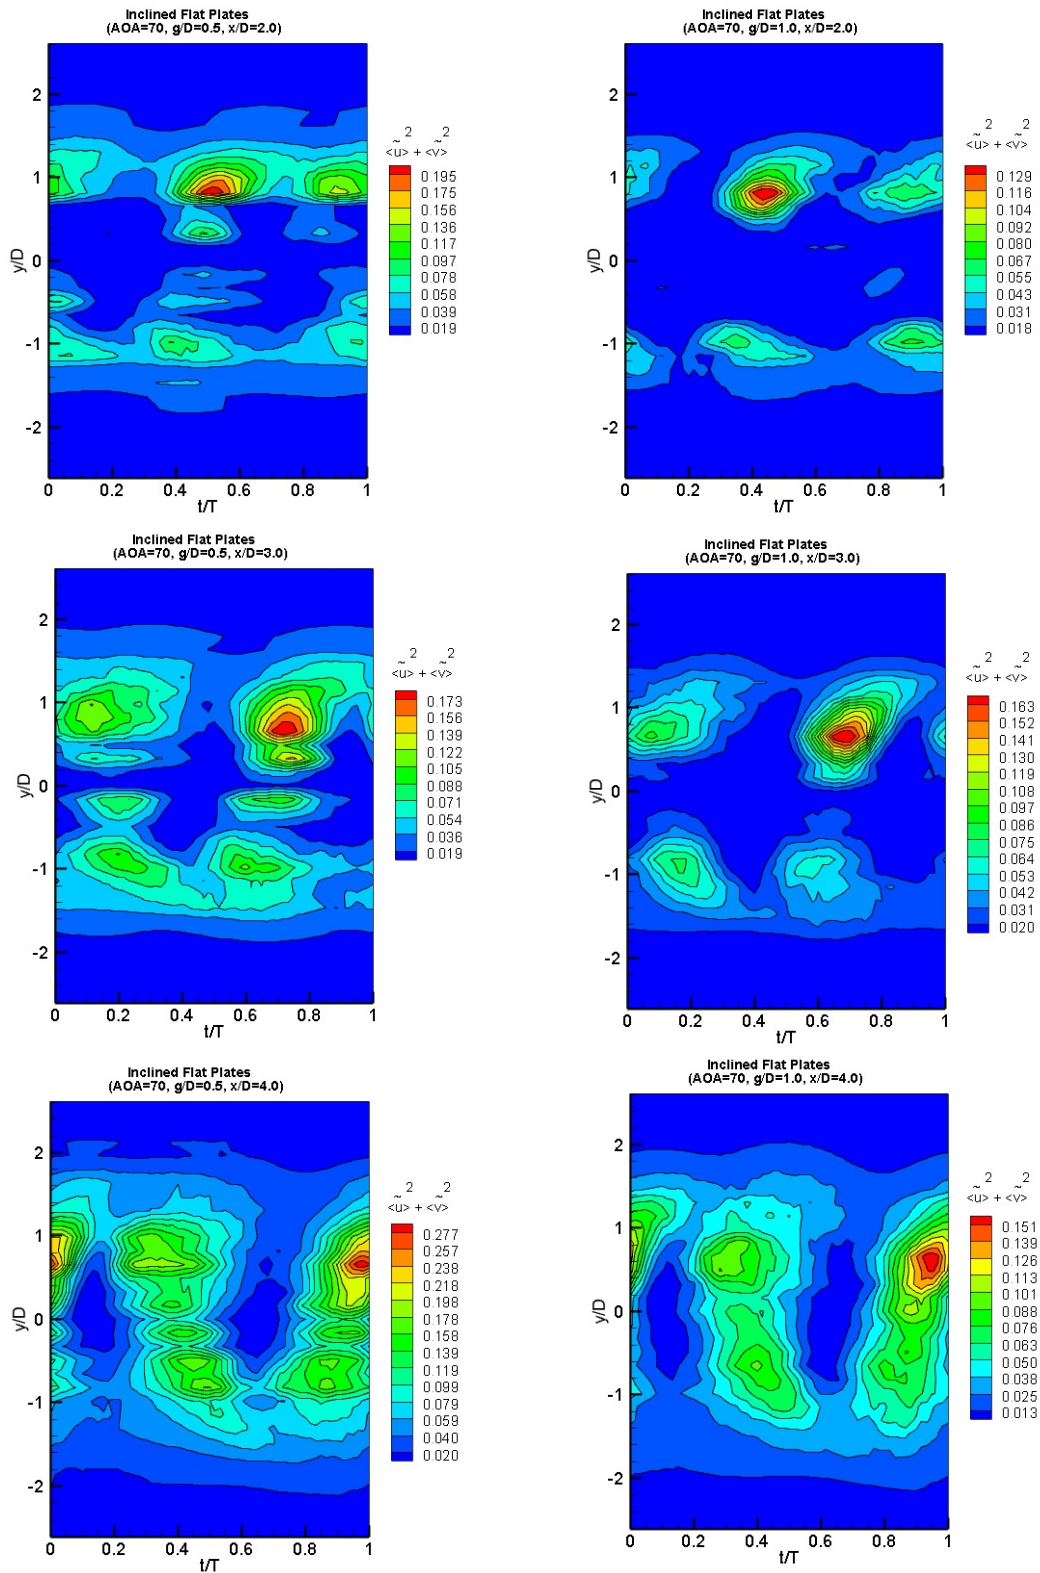 Inclined Flat Plates
(AOA=70, g/D=0.5, x/D=2.0)
2
1
0
-1
-2
y/D
0 0.2 0.4 0.6 0.8 1
t/T
~ 2 ~ 2
<u> + <v>
0.195
0.175
0.156
0.136
0.117
0.097
0.078
0.058
0.039
0.019
Inclined Flat Plates
(AOA=70, g/D=1.0, x/D=2.0)
2
1
0
-1
-2
y/D
0 0.2 0.4 0.6 0.8 1
t/T
~ 2 ~ 2
<u> + <v>
0.129
0.116
0.104
0.092
0.080
0.067
0.055
0.043
0.031
0.018
Inclined Flat Plates
(AOA=70, g/D=0.5, x/D=3.0)
2
1
0
-1
-2
y/D
0 0.2 0.4 0.6 0.8 1
t/T
~ 2 ~ 2
<u> + <v>
0.173
0.156
0.139
0.122
0.105
0.088
0.071
0.054
0.036
0.019
Inclined Flat Plates
(AOA=70, g/D=1.0, x/D=3.0)
2
1
0
-1
-2
y/D
0 0.2 0.4 0.6 0.8 1
t/T
~ 2 ~ 2
<u> + <v>
0.163
0.152
0.141
0.130
0.119
0.108
0.097
0.086
0.075
0.064
0.053
0.042
0.031
0.020
Inclined Flat Plates
(AOA=70, g/D=0.5, x/D=4.0)
2
1
0
-1
-2
y/D
0 0.2 0.4 0.6 0.8 1
t/T
~ 2 ~ 2
<u> + <v>
0.277
0.257
0.238
0.218
0.198
0.178
0.158
0.139
0.119
0.099
0.079
0.059
0.040
0.020
Inclined Flat Plates
(AOA=70, g/D=1.0, x/D=4.0)
2
1
0
-1
-2
y/D
0 0.2 0.4 0.6 0.8 1
t/T
~ 2 ~ 2
<u> + <v>
0.151
0.139
0.126
0.113
0.101
0.088
0.076
0.063
0.050
0.038
0.025
0.013